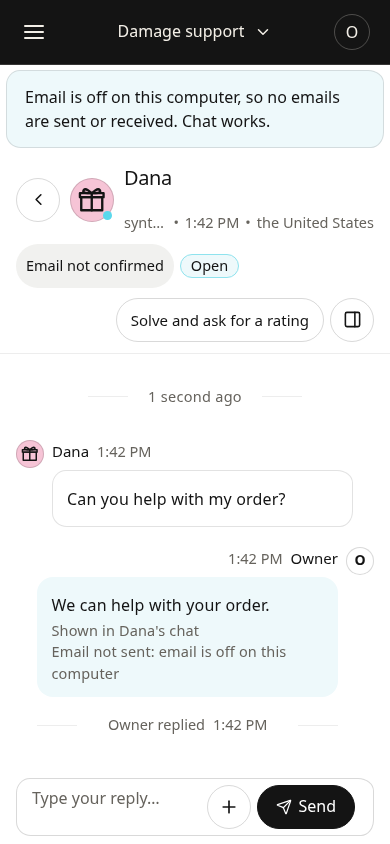 Damage support
O
Email is off on this computer, so no emails
are sent or received. Chat works.
Dana
synt... • 1:42 PM • the United States
Email not confirmed
Open
Solve and ask for a rating
1 second ago
Dana 1:42 PM
Can you help with my order?
1:42 PM Owner O
We can help with your order.
Shown in Dana's chat
Email not sent: email is off on this
computer
Owner replied 1:42 PM
Type your reply...
Send